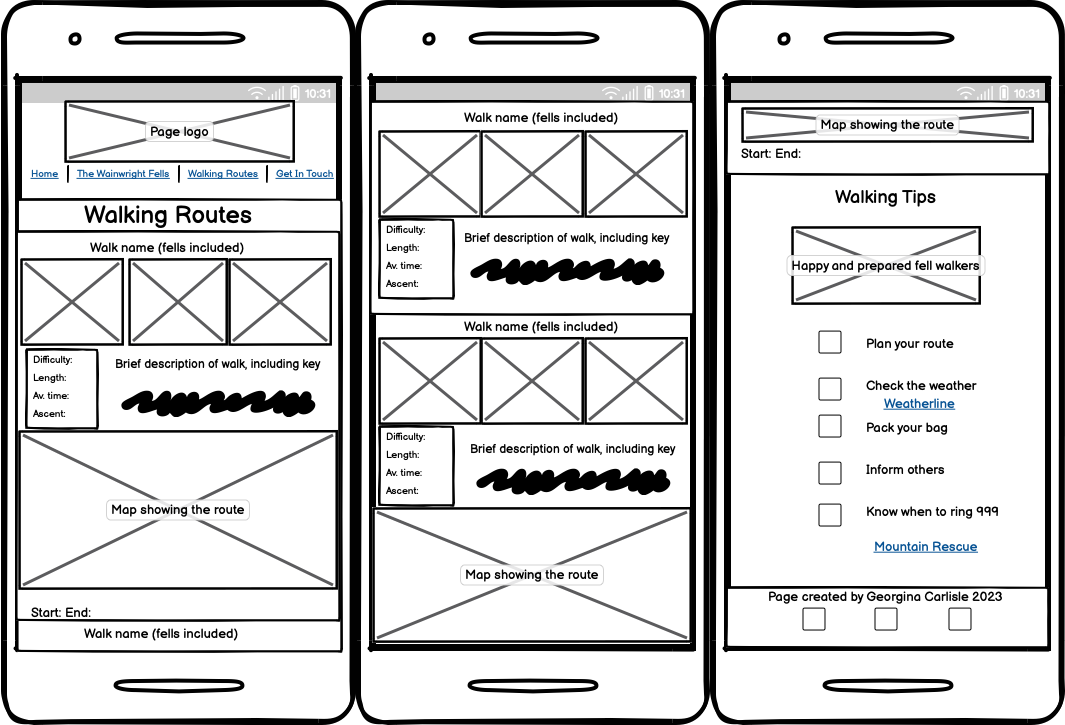 10:31
Page logo
Home The Wainwright Fells Walking Routes Get In Touch
Walking Routes
Walk name (fells included)
Difficulty:
Length:
Av. time:
Ascent:
Brief description of walk, including key
Map showing the route
Start: End:
Walk name (fells included)
10:31
Walk name (fells included)
Difficulty:
Length:
Av. time:
Ascent:
Brief description of walk, including key
Walk name (fells included)
Difficulty:
Length:
Av. time:
Ascent:
Brief description of walk, including key
Map showing the route
10:31
Map showing the route
Start: End:
Walking Tips
Happy and prepared fell walkers
Plan your route
Check the weather
Weatherline
Pack your bag
Inform others
Know when to ring 999
Mountain Rescue
Page created by Georgina Carlisle 2023